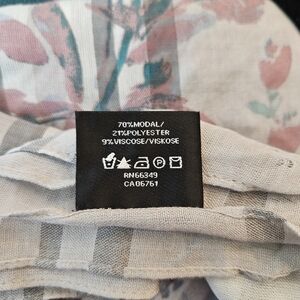 70%MODAL/
21%POLYESTER
9%VISCOSE/VISKOSE
P
RN66349
CA06761